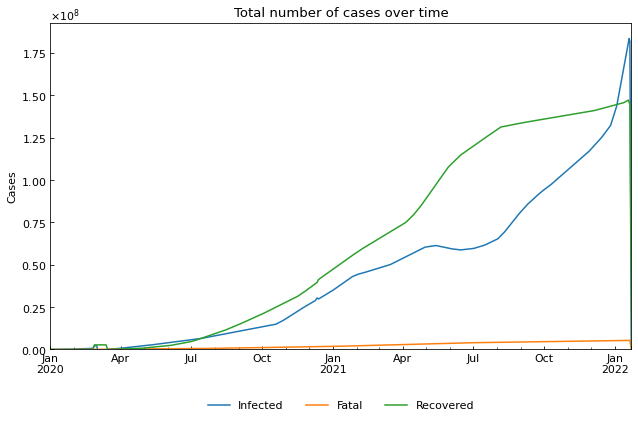 Total number of cases over time
×10⁸
1.75
1.50
1.25
1.00
0.75
0.50
0.25
0.00
Cases
Jan Apr Jul Oct Jan Apr Jul Oct Jan
2020 2021 2022
Infected Fatal Recovered